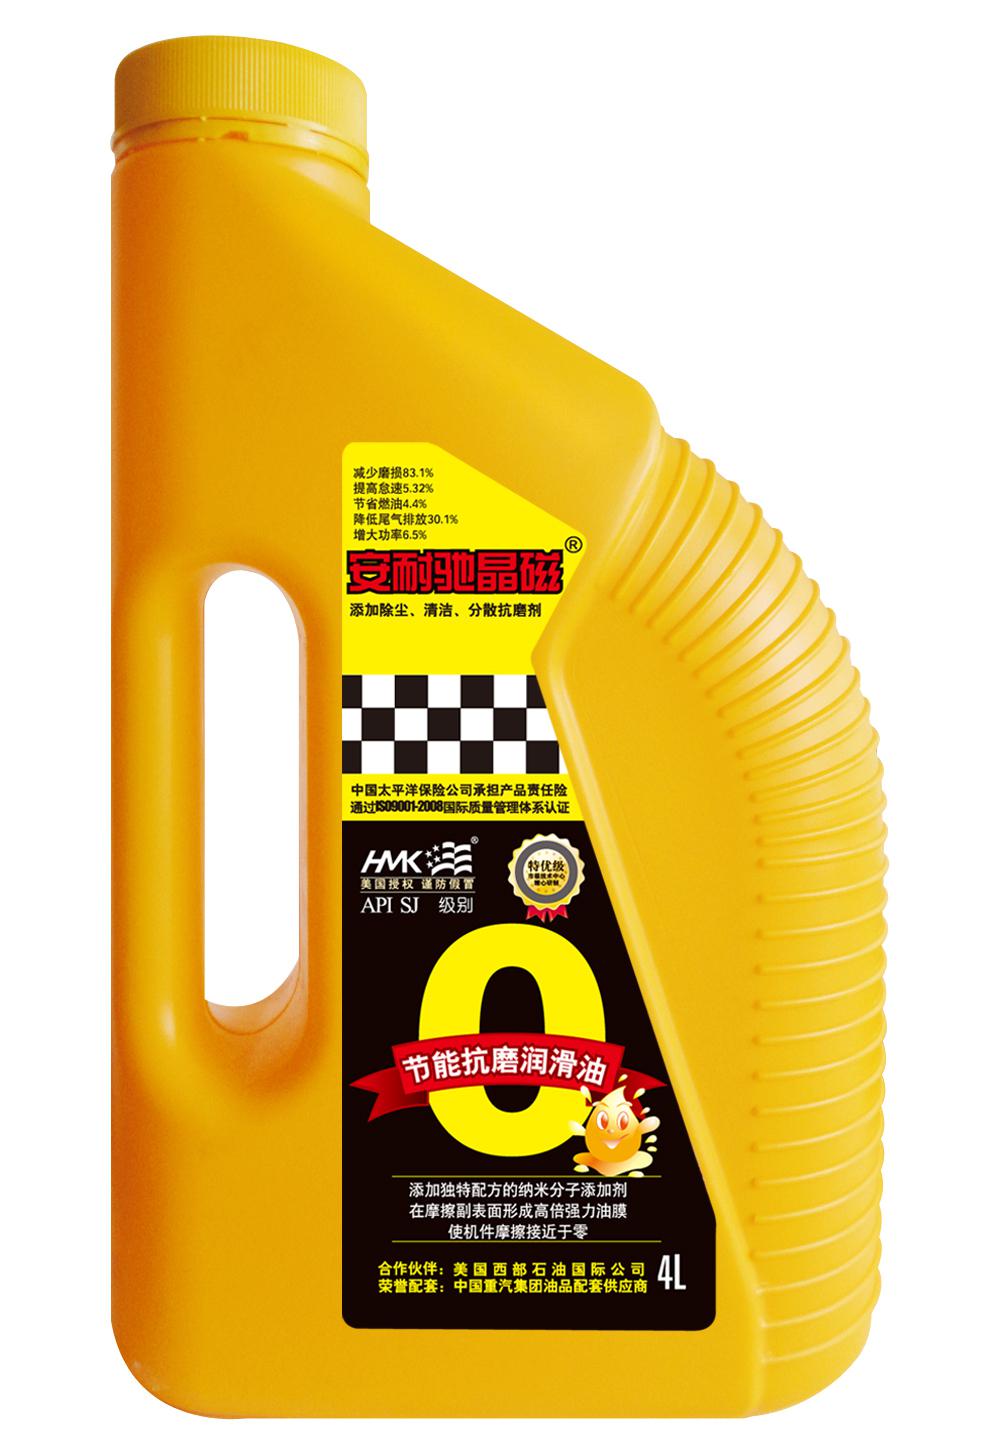 减少磨损83.1%
提高怠速5.32%
节省燃油4.4%
降低尾气排放30.1%
增大功率6.5%
安耐驰晶磁®
添加除尘、清洁、分散抗磨剂
中国太平洋保险公司承担产品责任险
通过ISO9001-2008国际质量管理体系认证
HMK®
美国授权 谨防假冒
API SJ 级别
特优级
0
节能抗磨润滑油
添加独特配方的纳米分子添加剂
在摩擦副表面形成高倍强力油膜
使机件摩擦接近于零
合作伙伴：美国西部石油国际公司
荣誉配套：中国重汽集团油品配套供应商
4L